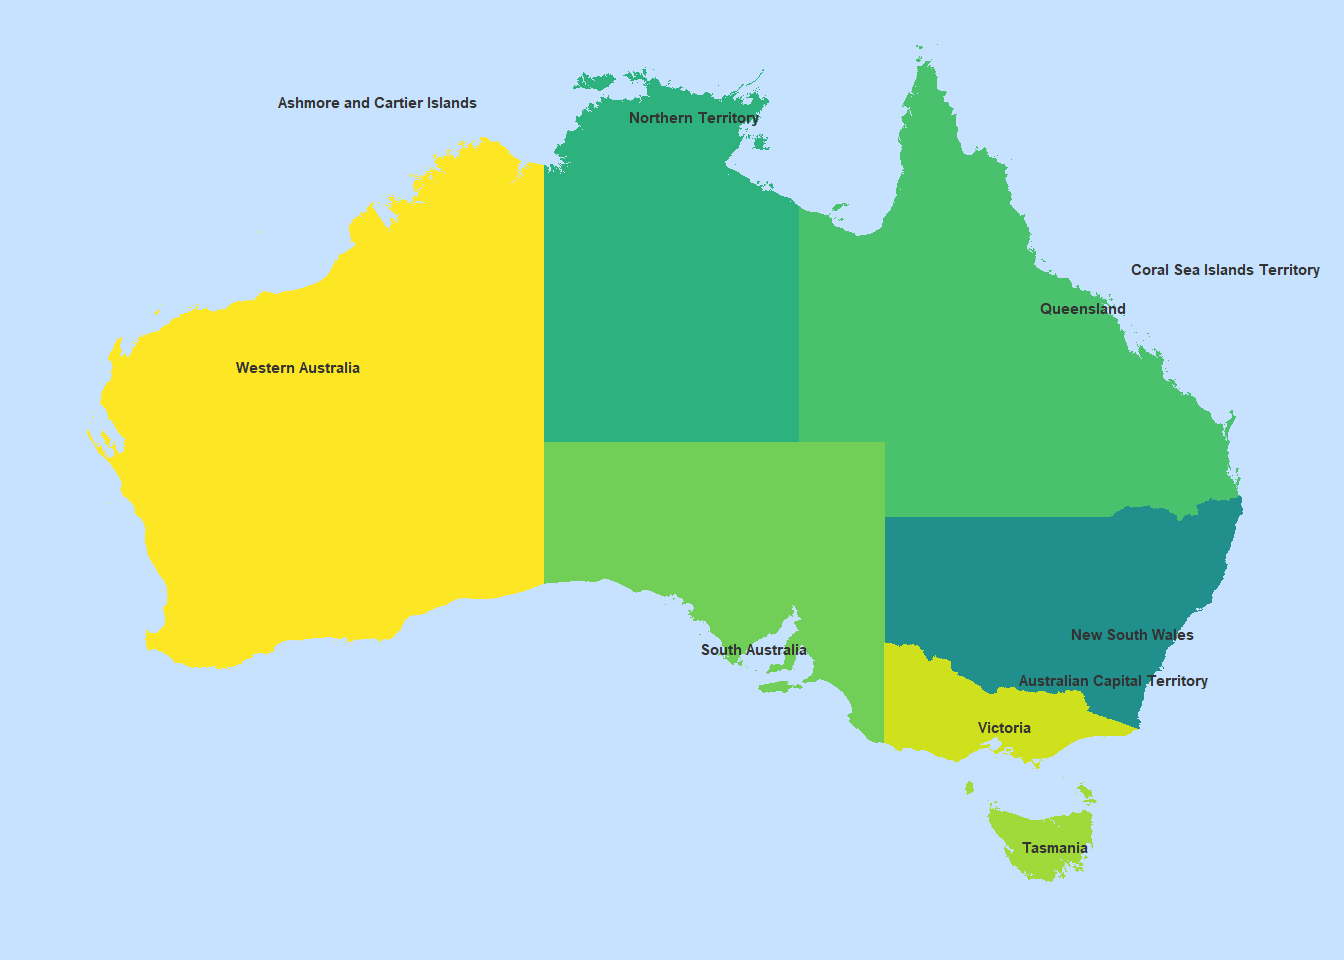 Ashmore and Cartier Islands
Northern Territory
Coral Sea Islands Territory
Queensland
Western Australia
New South Wales
South Australia
Australian Capital Territory
Victoria
Tasmania